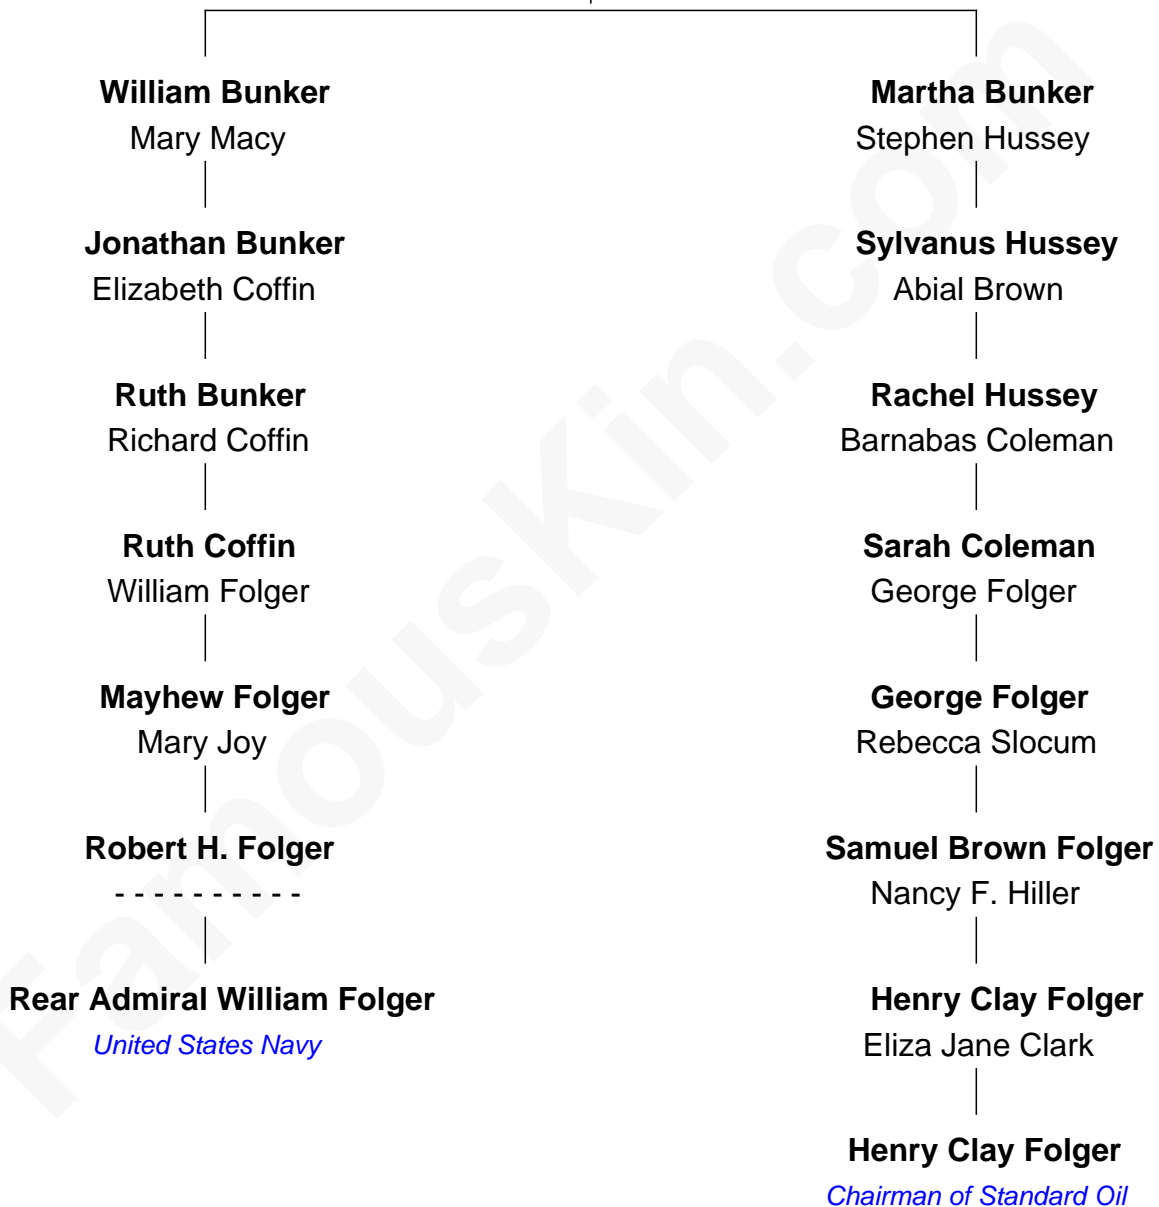 William Bunker
Mary Macy
Jonathan Bunker
Elizabeth Coffin
Ruth Bunker
Richard Coffin
Ruth Coffin
William Folger
Mayhew Folger
Mary Joy
Robert H. Folger
- - - - - - - - - -
Rear Admiral William Folger
United States Navy
Martha Bunker
Stephen Hussey
Sylvanus Hussey
Abial Brown
Rachel Hussey
Barnabas Coleman
Sarah Coleman
George Folger
George Folger
Rebecca Slocum
Samuel Brown Folger
Nancy F. Hiller
Henry Clay Folger
Eliza Jane Clark
Henry Clay Folger
Chairman of Standard Oil
FamousKin.com